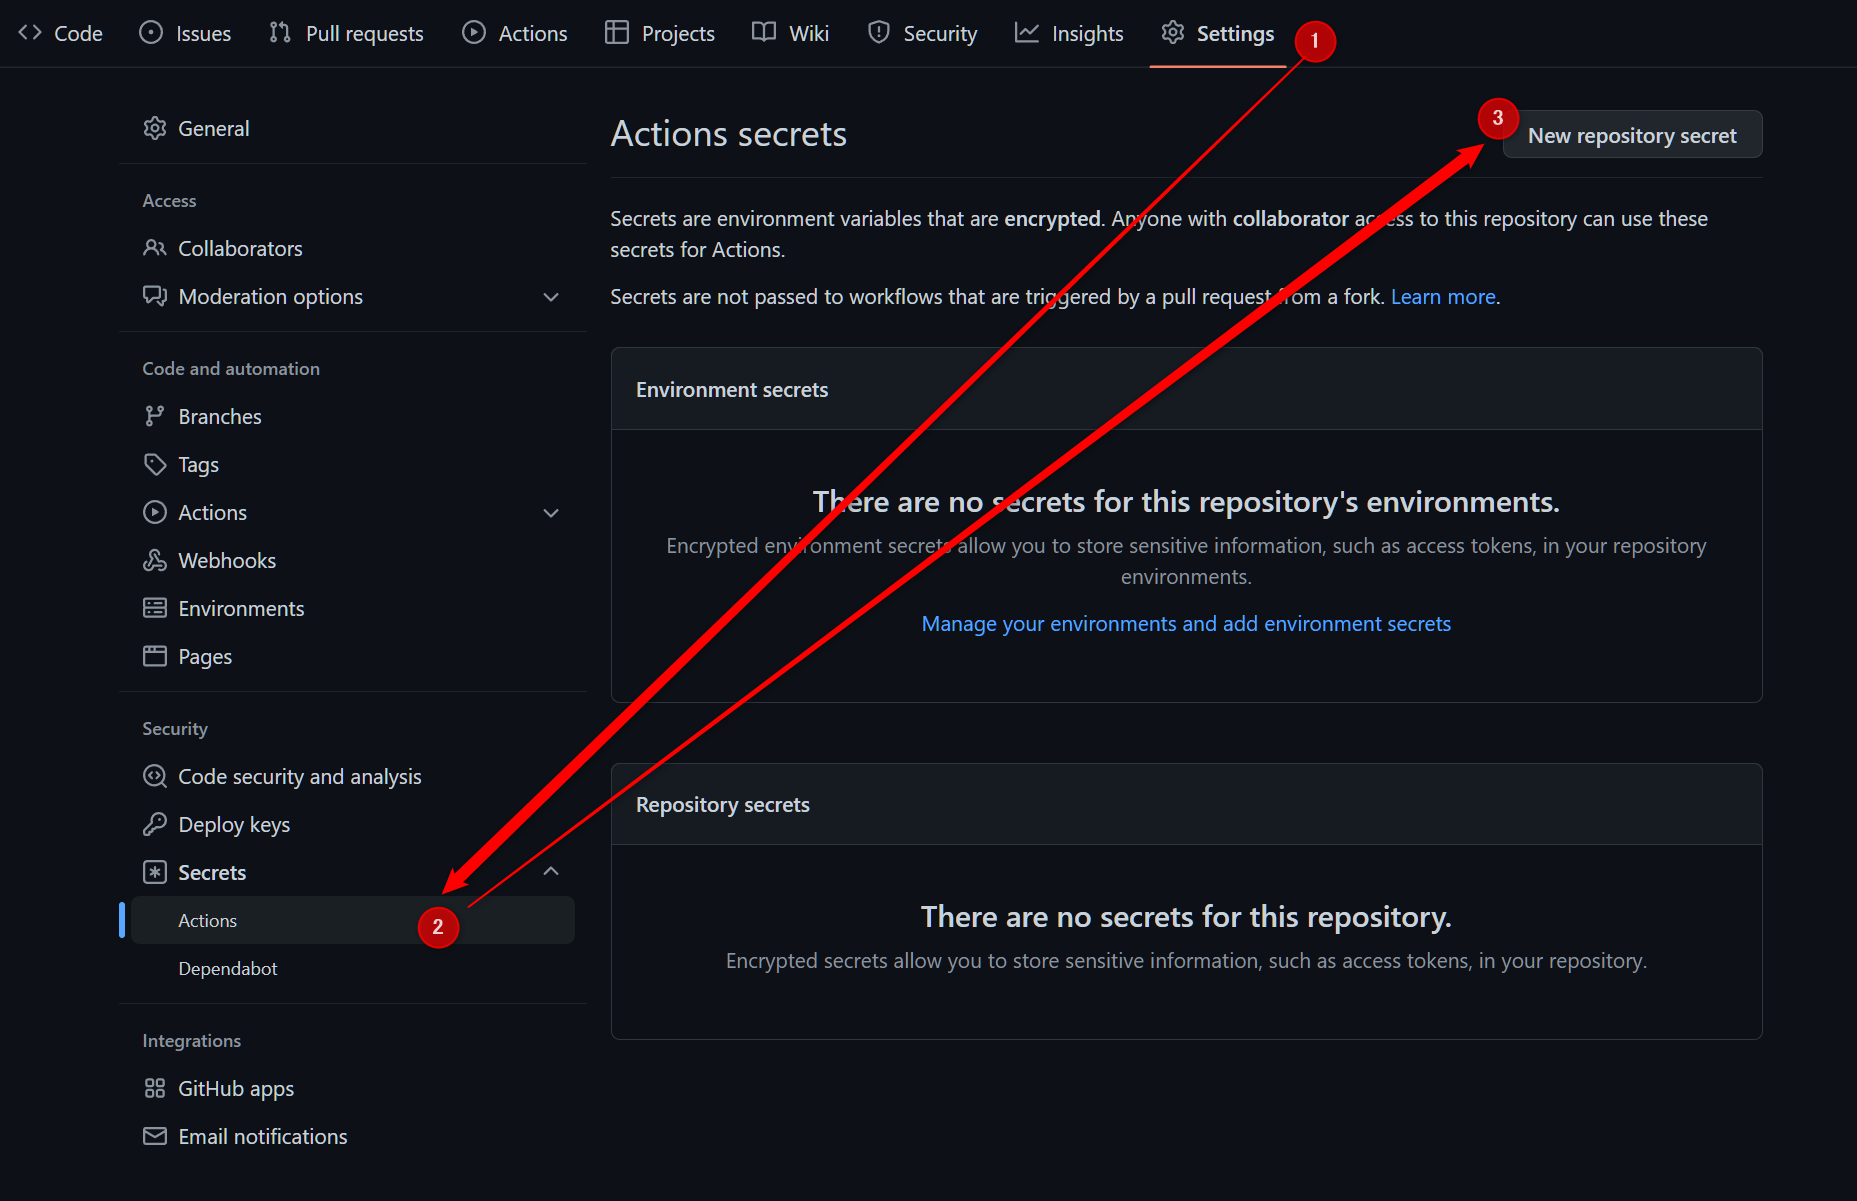 Code Issues Pull requests Actions Projects Wiki Security Insights Settings 1
General
Access
Collaborators
Moderation options
Code and automation
Branches
Tags
Actions
Webhooks
Environments
Pages
Security
Code security and analysis
Deploy keys
Secrets
Actions 2
Dependabot
Integrations
GitHub apps
Email notifications
Actions secrets
3 New repository secret
Secrets are environment variables that are encrypted. Anyone with collaborator access to this repository can use these
secrets for Actions.
Secrets are not passed to workflows that are triggered by a pull request from a fork. Learn more.
Environment secrets
There are no secrets for this repository's environments.
Encrypted environment secrets allow you to store sensitive information, such as access tokens, in your repository
environments.
Manage your environments and add environment secrets
Repository secrets
There are no secrets for this repository.
Encrypted secrets allow you to store sensitive information, such as access tokens, in your repository.